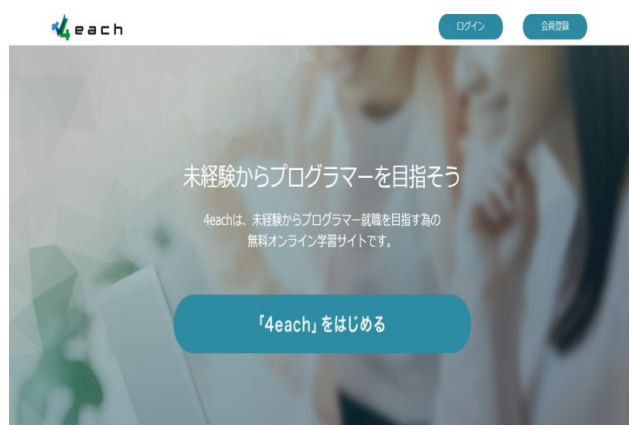 4each
ログイン
会員登録
未経験からプログラマーを目指そう
4eachは、未経験からプログラマー就職を目指す為の
無料オンライン学習サイトです。
「4each」をはじめる